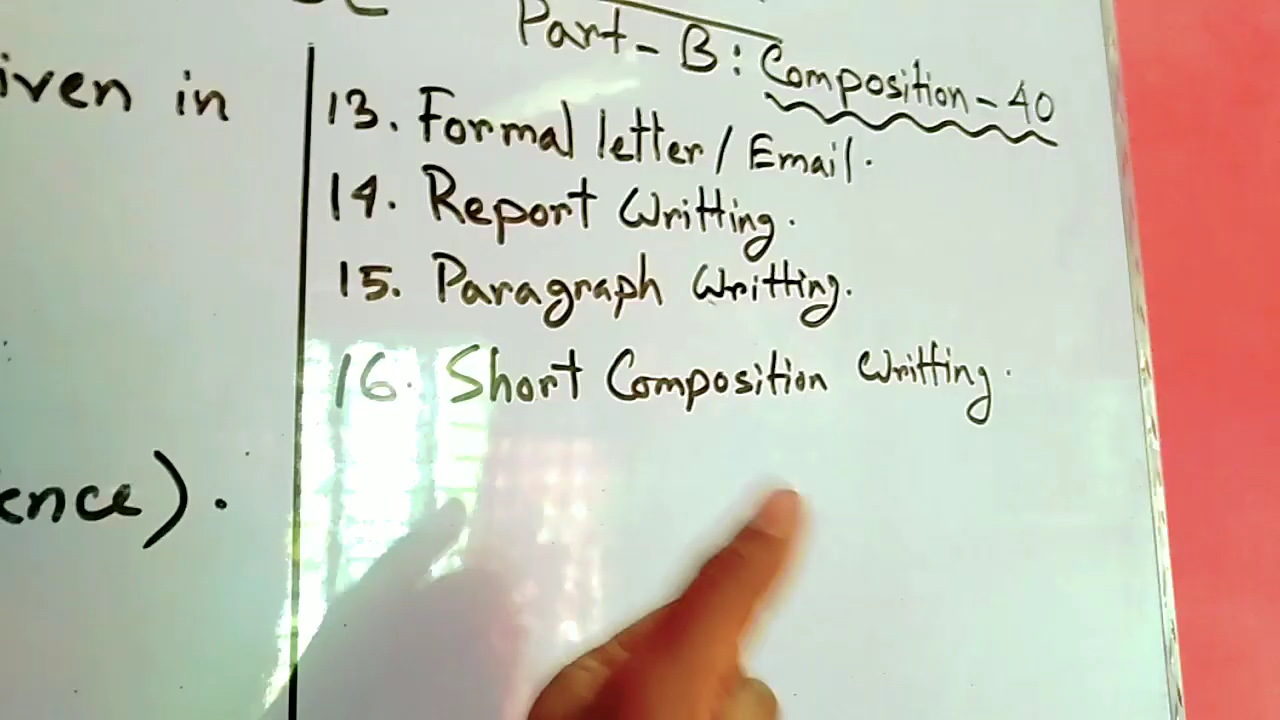 Part-B: Composition-40
iven in
13. Formal letter/Email.
14. Report Writting.
15. Paragraph Writting.
16. Short Composition Writting.
ence).